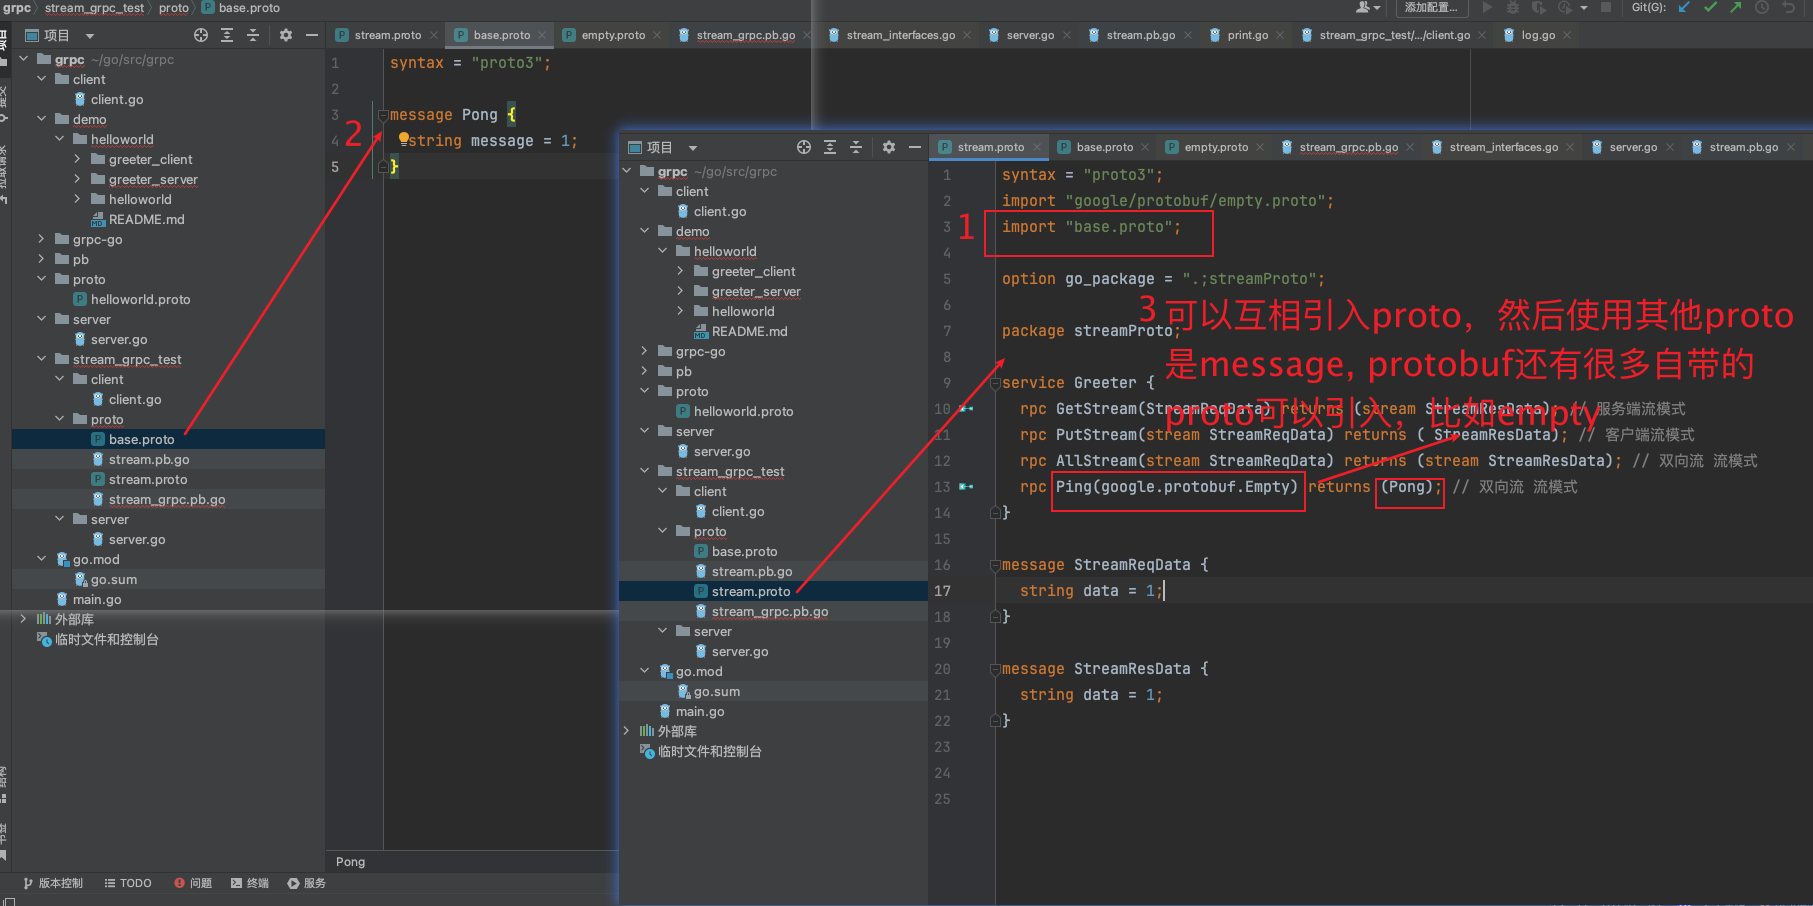 grpc stream_grpc_test proto base.proto
添加配置... Git(G):
项目
stream.proto base.proto empty.proto stream_grpc.pb.go stream_interfaces.go server.go stream.pb.go print.go stream_grpc_test/.../client.go log.go
grpc ~/go/src/grpc
client
client.go
demo
helloworld
greeter_client
greeter_server
helloworld
README.md
grpc-go
pb
proto
helloworld.proto
server
server.go
stream_grpc_test
client
client.go
proto
base.proto
stream.pb.go
stream.proto
stream_grpc.pb.go
server
server.go
go.mod
go.sum
main.go
外部库
临时文件和控制台
1 syntax = "proto3";
2
3 message Pong {
4 string message = 1;
5 }
2
Pong
项目
stream.proto base.proto empty.proto stream_grpc.pb.go stream_interfaces.go server.go stream.pb.go
grpc ~/go/src/grpc
client
client.go
demo
helloworld
greeter_client
greeter_server
helloworld
README.md
grpc-go
pb
proto
helloworld.proto
server
server.go
stream_grpc_test
client
client.go
proto
base.proto
stream.pb.go
stream.proto
stream_grpc.pb.go
server
server.go
go.mod
go.sum
main.go
外部库
临时文件和控制台
1 syntax = "proto3";
2 import "google/protobuf/empty.proto";
3 import "base.proto";
4
5 option go_package = ".;streamProto";
6
7 package streamProto;
8
9 service Greeter {
10 rpc GetStream(StreamReqData) returns (stream StreamResData); // 服务端流模式
11 rpc PutStream(stream StreamReqData) returns ( StreamResData); // 客户端流模式
12 rpc AllStream(stream StreamReqData) returns (stream StreamResData); // 双向流 流模式
13 rpc Ping(google.protobuf.Empty) returns (Pong); // 双向流 流模式
14 }
15
16 message StreamReqData {
17 string data = 1;
18 }
19
20 message StreamResData {
21 string data = 1;
22 }
23
24
25
1
3 可以互相引入proto，然后使用其他proto
是message, protobuf还有很多自带的
proto可以引入，比如empty
版本控制 TODO 问题 终端 服务